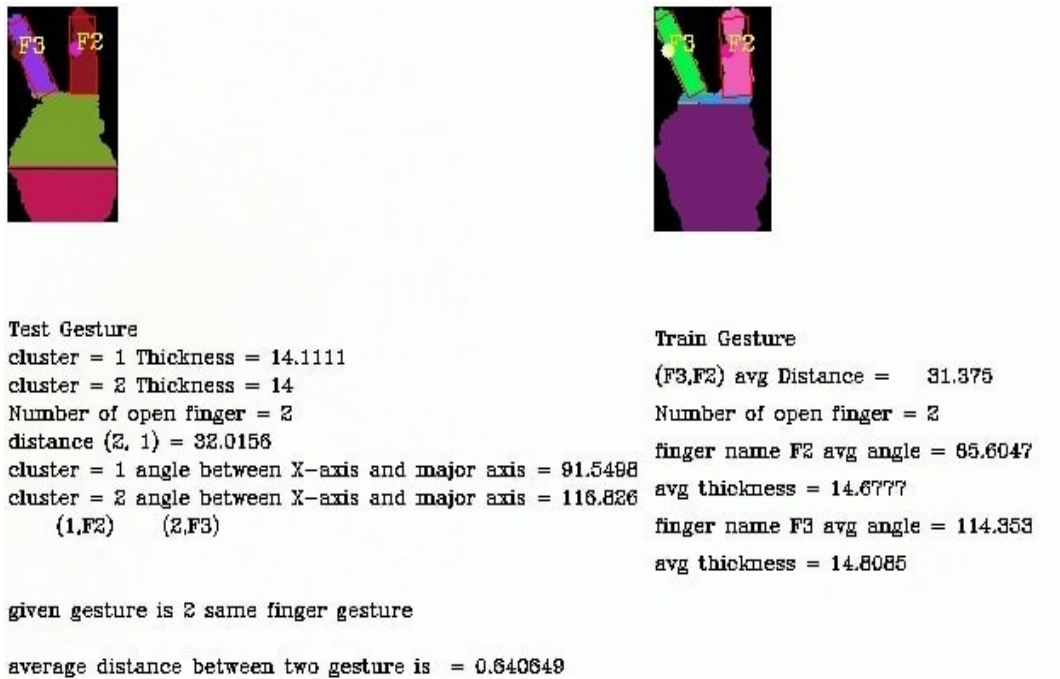 F3 F2
F3 F2
Test Gesture
cluster = 1 Thickness = 14.1111
cluster = 2 Thickness = 14
Number of open finger = 2
distance (2, 1) = 32.0156
cluster = 1 angle between X-axis and major axis = 91.5498
cluster = 2 angle between X-axis and major axis = 116.826
(1,F2) (2,F3)
given gesture is 2 same finger gesture
average distance between two gesture is = 0.640649
Train Gesture
(F3,F2) avg Distance = 31.375
Number of open finger = 2
finger name F2 avg angle = 85.6047
avg thickness = 14.6777
finger name F3 avg angle = 114.353
avg thickness = 14.8085